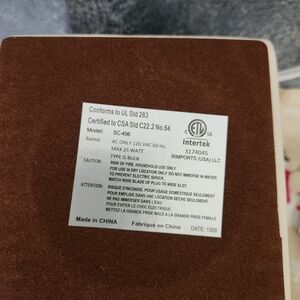 Conforms to UL Std 283
Certified to CSA Std C22.2 No.64
Model: SC-496
Rated: AC ONLY 120 VAC 60 Hz,
MAX 25 WATT
TYPE G BULB
CAUTION: RISK OF FIRE. HOUSEHOLD USE ONLY.
FOR USE IN DRY LOCATION ONLY DO NOT IMMERSE IN WATER
TO PREVENT ELECTRIC SHOCK,
MATCH WIDE BLADE OF PLUG TO WIDE SLOT
ATTENTION: RISQUE D'INCENDIE. POUR USAGE DOMESTIQUE SEULEMENT
POUR EMPLOI DANS UNE LOCATION SECHE SEULEMENT
NE PAS IMMERGER DANS L'EAU
POUR EVITER LE CHOC ELECTRIQUE
METTEZ LA GRANDE PRISE MALE A LA GRANDE PRISE FEMALE
Made in CHINA Fabriqué en Chine DATE: 1308
ETL
CM
US
Intertek
3174045
RIMPORTS (USA) LLC